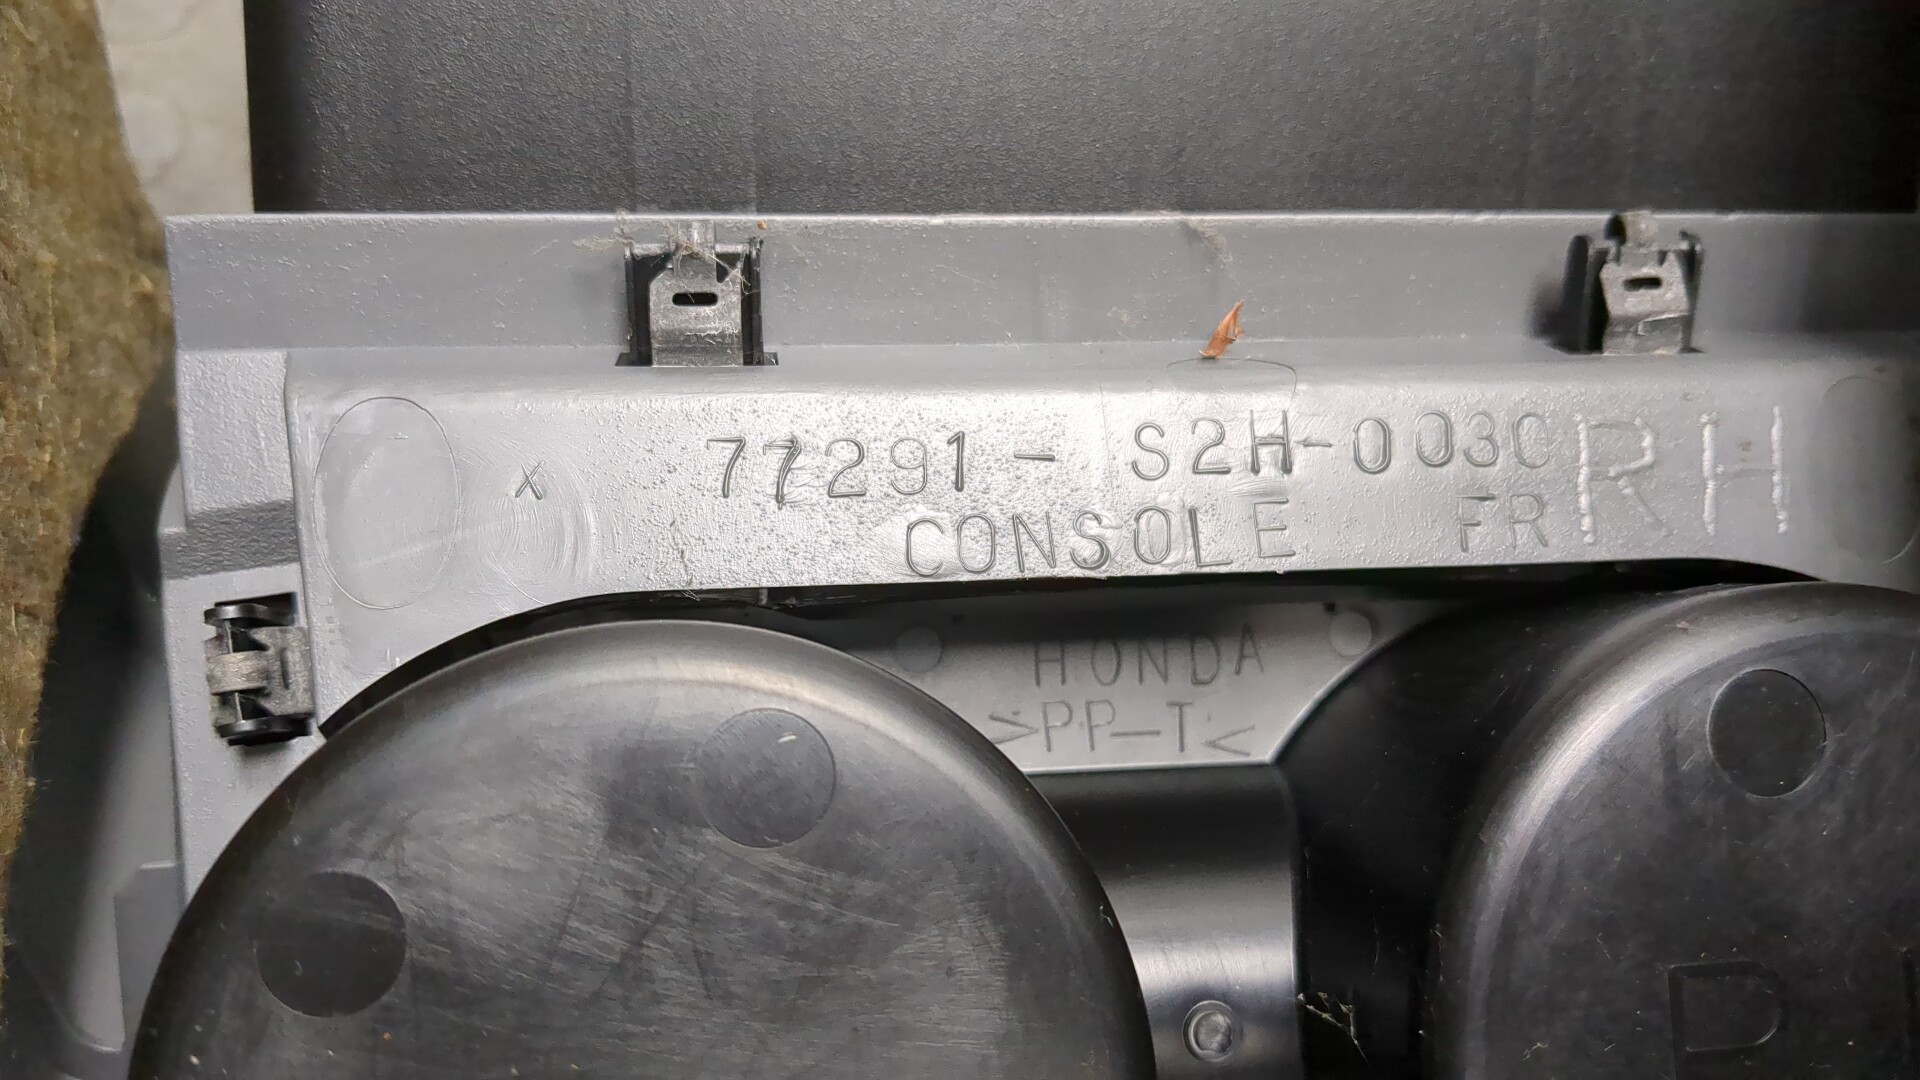 x 77291 - S2H-0030 RH
CONSOLE FR
HONDA
>PP-T<